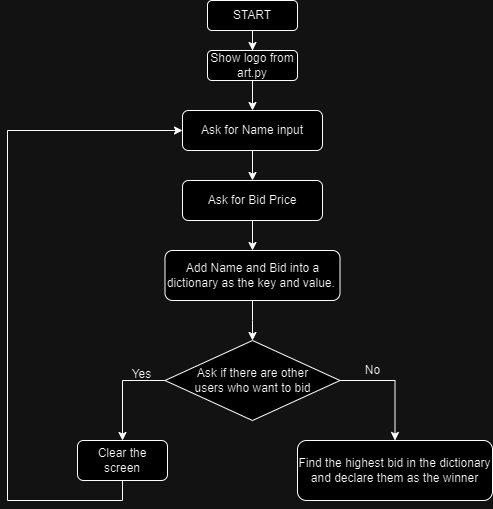 START
Show logo from
art.py
Ask for Name input
Ask for Bid Price
Add Name and Bid into a
dictionary as the key and value.
Ask if there are other
users who want to bid
Yes
No
Clear the
screen
Find the highest bid in the dictionary
and declare them as the winner